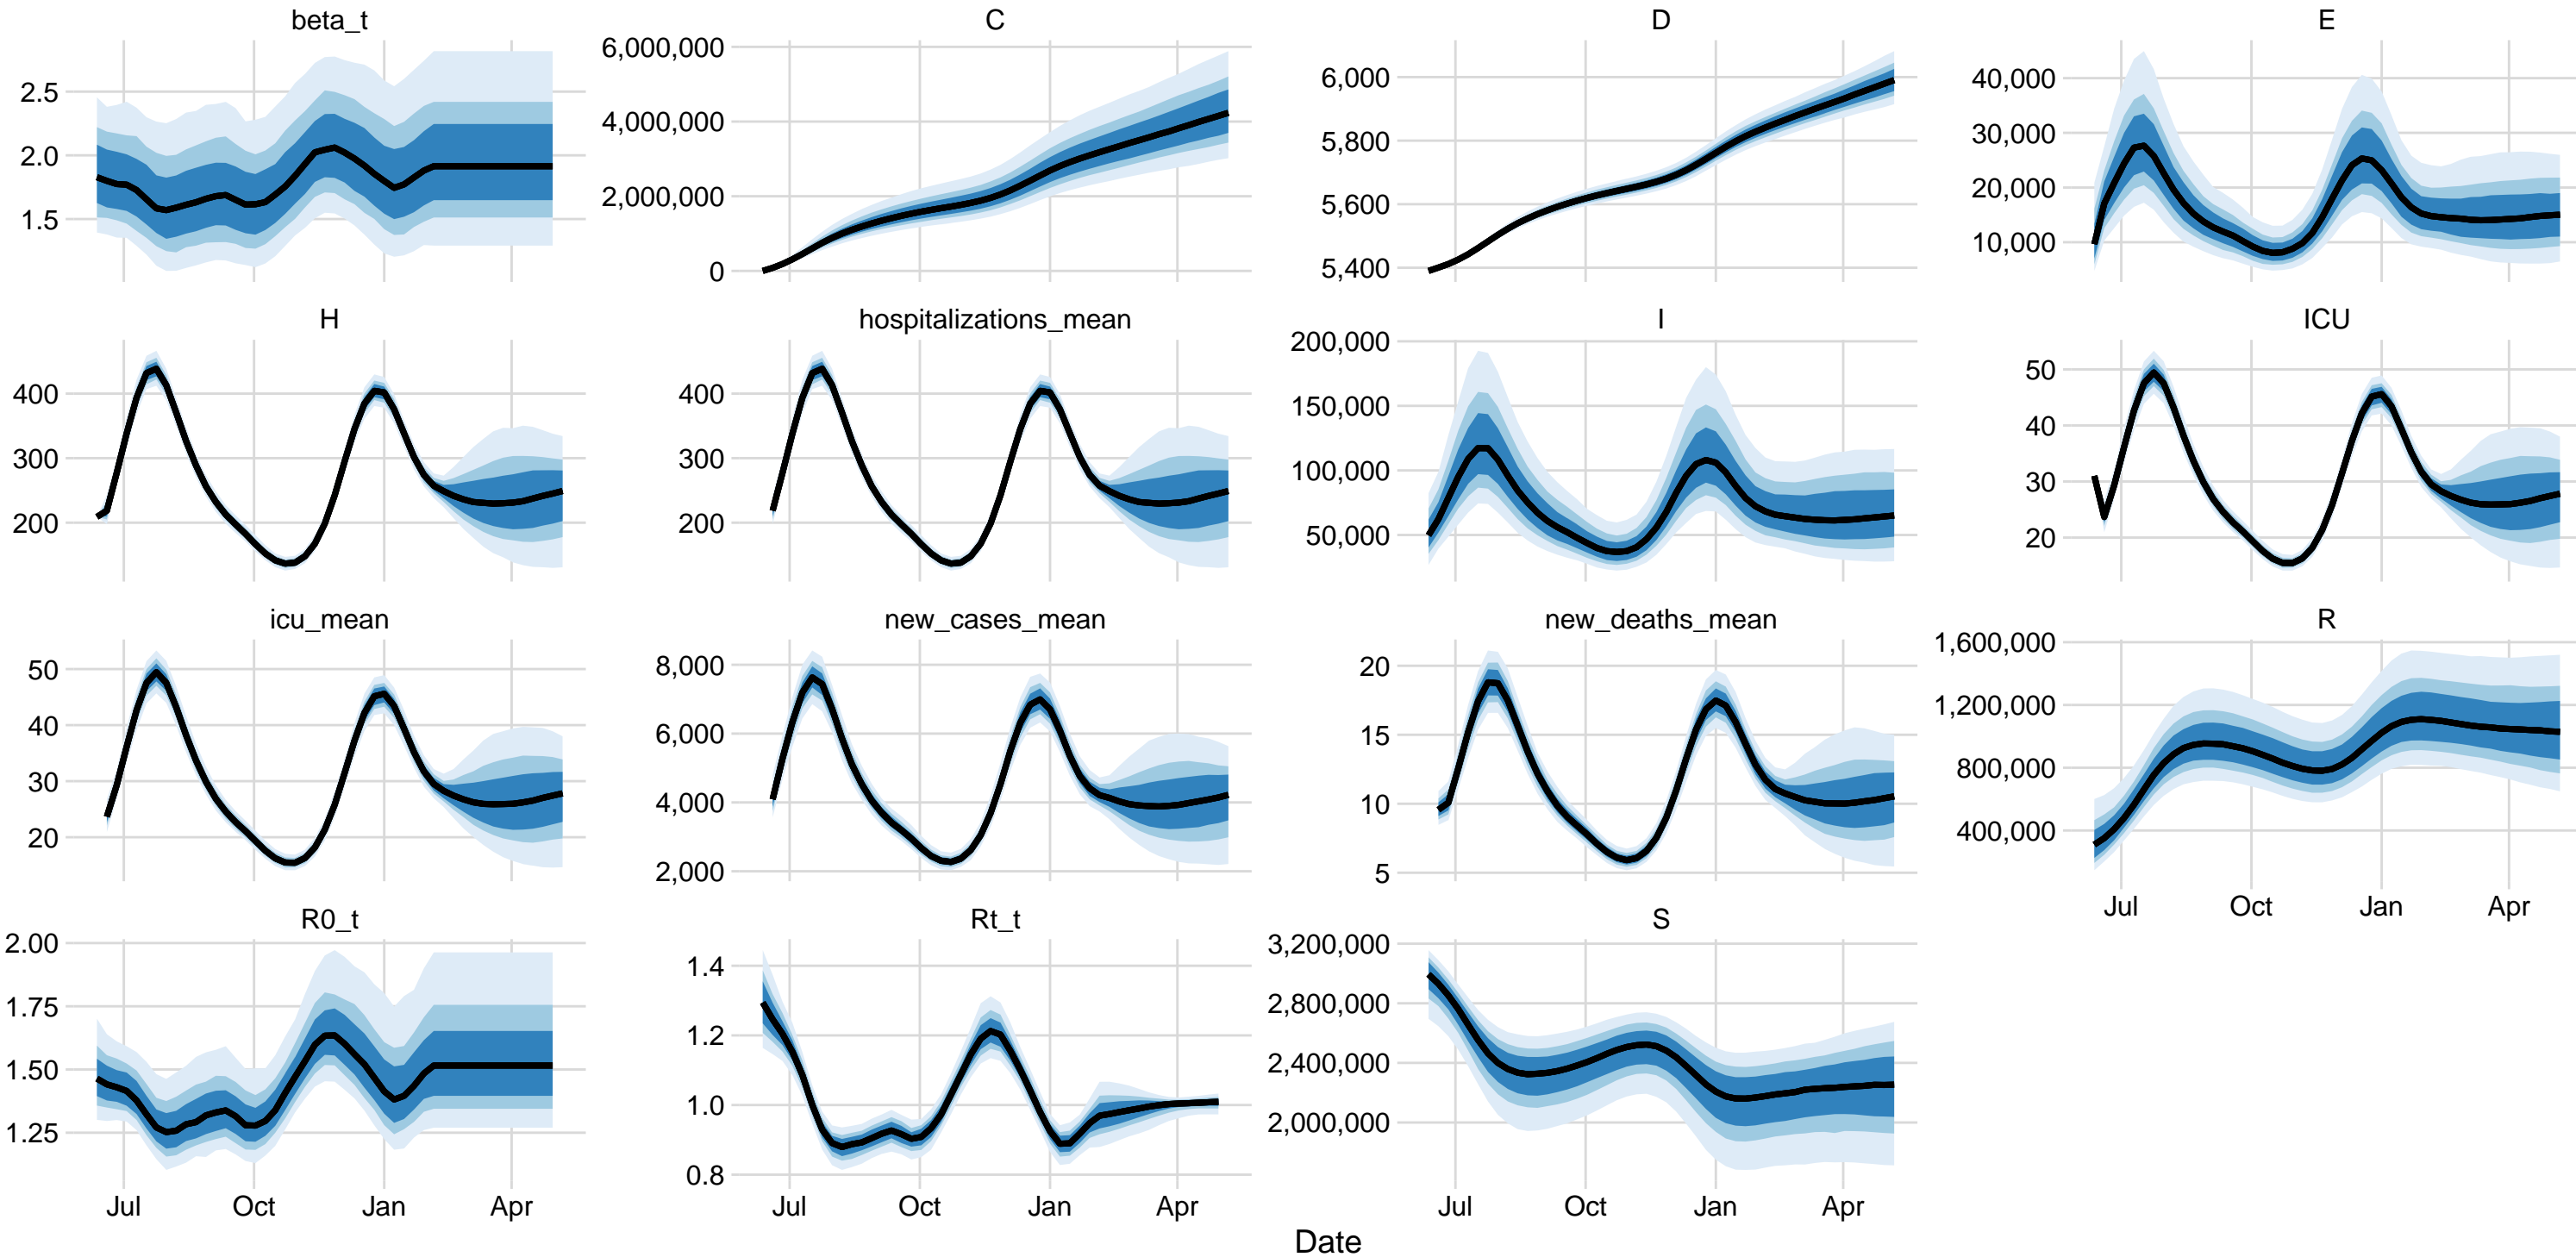 beta_t
C
D
E
2.5
2.0
1.5
6,000,000
4,000,000
2,000,000
0
6,000
5,800
5,600
5,400
40,000
30,000
20,000
10,000
H
hospitalizations_mean
I
ICU
400
300
200
400
300
200
200,000
150,000
100,000
50,000
50
40
30
20
icu_mean
new_cases_mean
new_deaths_mean
R
50
40
30
20
8,000
6,000
4,000
2,000
20
15
10
5
1,600,000
1,200,000
800,000
400,000
Jul Oct Jan Apr
R0_t
Rt_t
S
2.00
1.75
1.50
1.25
1.4
1.2
1.0
0.8
3,200,000
2,800,000
2,400,000
2,000,000
Jul Oct Jan Apr
Jul Oct Jan Apr
Jul Oct Jan Apr
Date